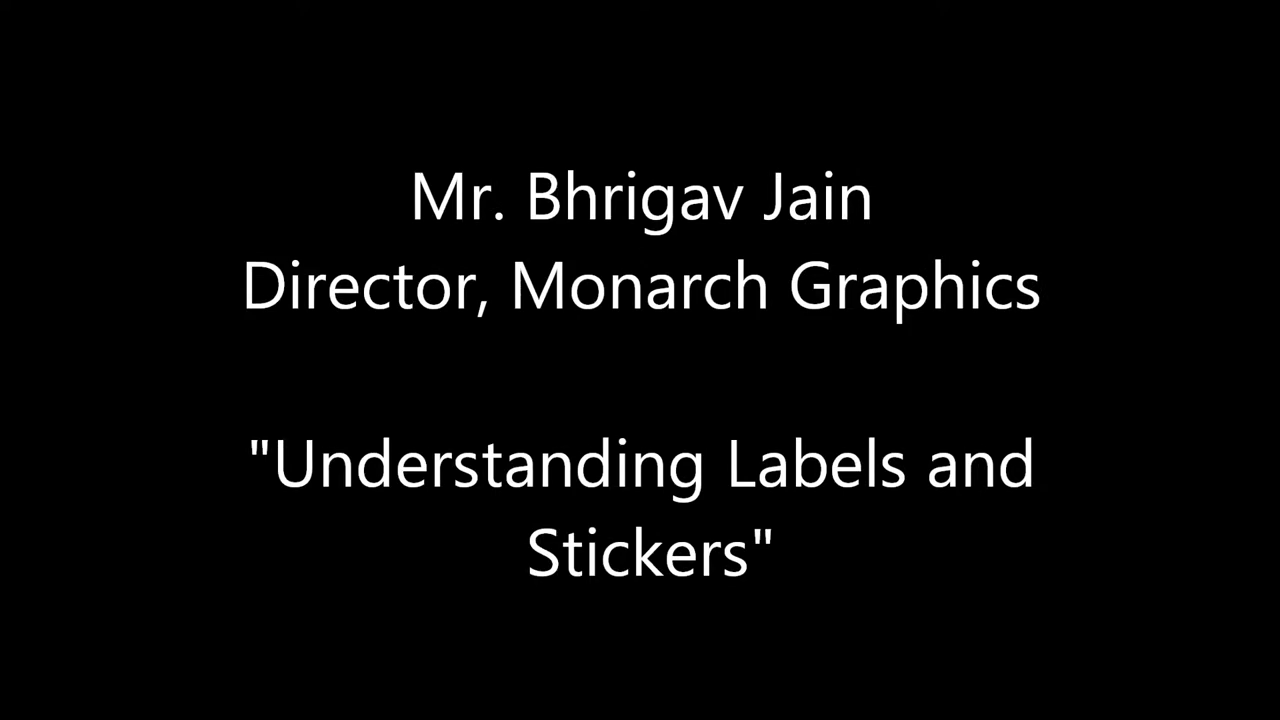 Mr. Bhrigav Jain
Director, Monarch Graphics
"Understanding Labels and
Stickers"